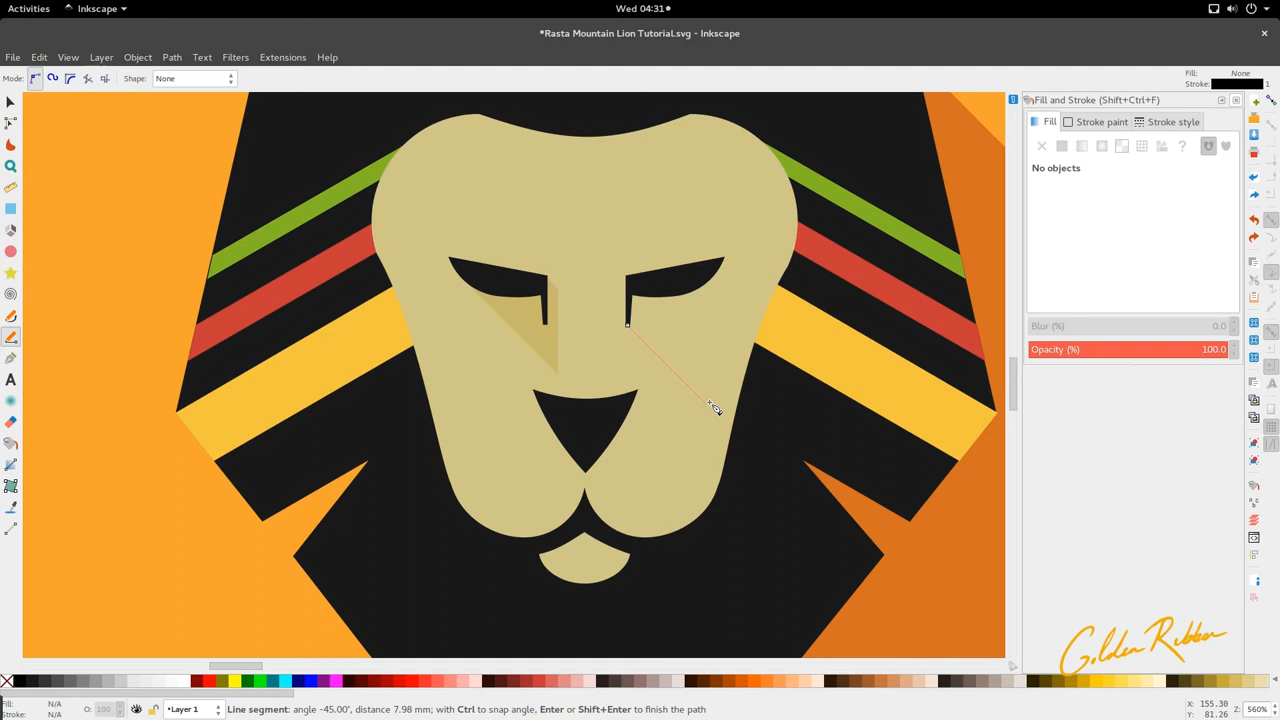 Activities
Inkscape
Wed 04:31
*Rasta Mountain Lion Tutorial.svg - Inkscape
File Edit View Layer Object Path Text Filters Extensions Help
Mode:
Shape:
None
Fill: None
Stroke: 1
Fill and Stroke (Shift+Ctrl+F)
Fill
Stroke paint
Stroke style
No objects
Blur (%) 0.0
Opacity (%) 100.0
Golden Ribbon
Fill: N/A
Stroke: N/A
O: 100
•Layer 1
Line segment: angle -45.00°, distance 7.98 mm; with Ctrl to snap angle, Enter or Shift+Enter to finish the path
X: 155.30
Y: 81.26
Z: 560%